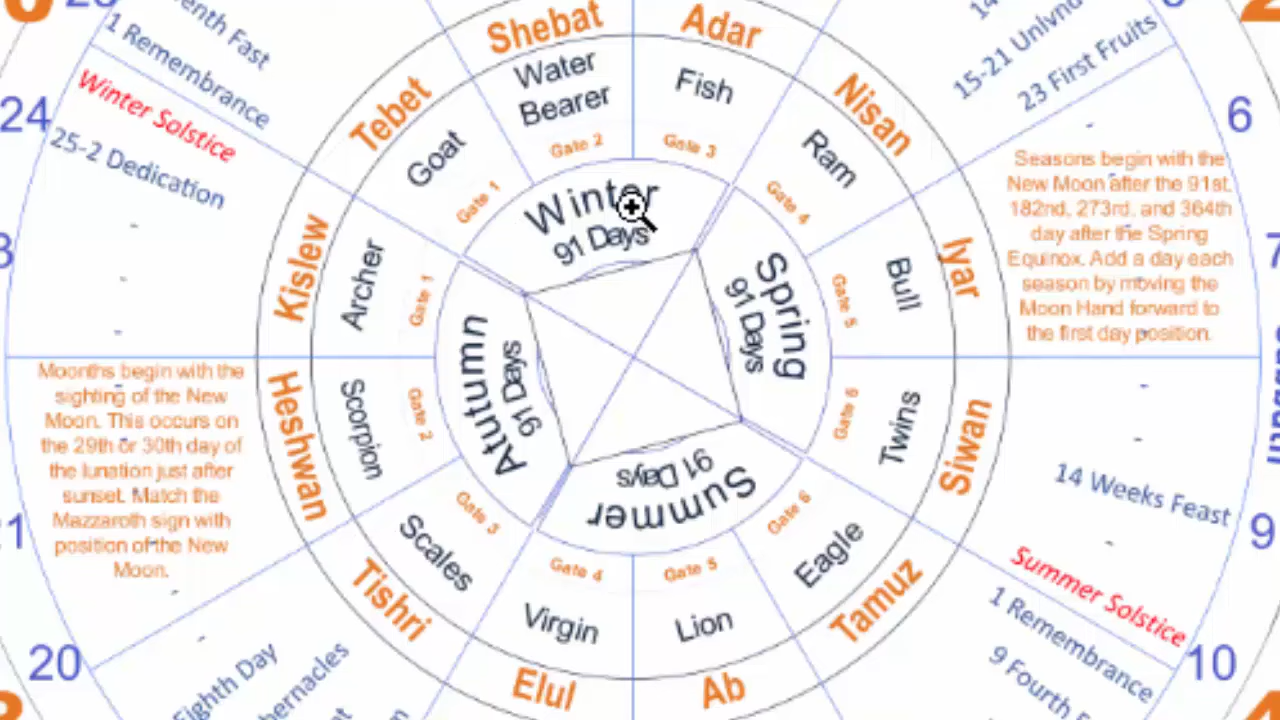 Shebat
Adar
Nisan
Iyar
Siwan
Tamuz
Ab
Elul
Tishri
Heshwan
Kislew
Tebet
Water
Bearer
Fish
Ram
Bull
Twins
Eagle
Lion
Virgin
Scales
Scorpion
Archer
Goat
Gate 2
Gate 3
Gate 4
Gate 5
Gate 6
Gate 6
Gate 5
Gate 4
Gate 3
Gate 2
Gate 1
Gate 1
Winter
91 Days
Spring
91 Days
Summer
91 Days
Atutumn
91 Days
Fast
1 Remembrance
Winter Solstice
25-2 Dedication
24
15-21 Unlvnd
23 First Fruits
6
Seasons begin with the
New Moon after the 91st,
182nd, 273rd, and 364th
day after the Spring
Equinox. Add a day each
season by moving the
Moon Hand forward to
the first day position.
Moonths begin with the
sighting of the New
Moon. This occurs on
the 29th or 30th day of
the lunation just after
sunset. Match the
Mazzaroth sign with
position of the New
Moon.
14 Weeks Feast
9
Summer Solstice
1 Remembrance
9 Fourth
10
20
Eighth Day